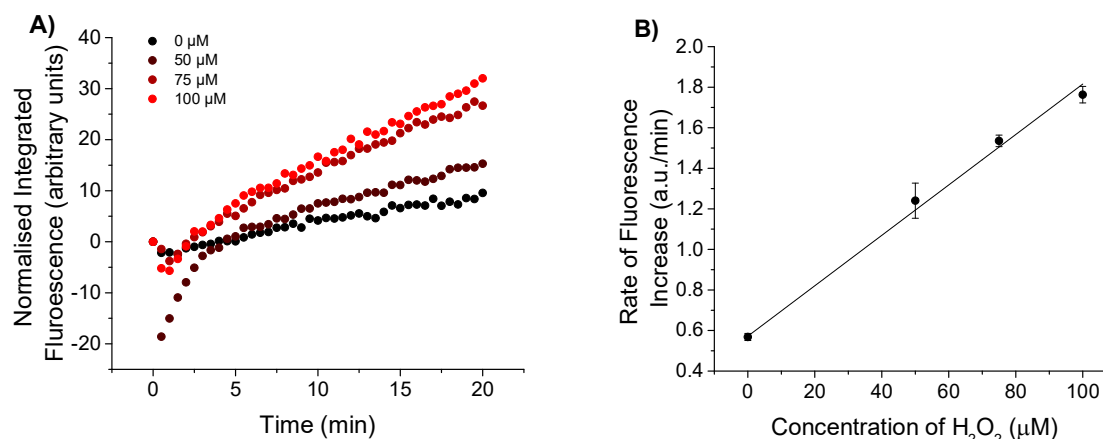 A)
0 µM
50 µM
75 µM
100 µM
40
30
20
10
0
-10
-20
0
5
10
15
20
Normalised Integrated
Fluroescence (arbitrary units)
Time (min)
B)
2.0
1.8
1.6
1.4
1.2
1.0
0.8
0.6
0.4
0
20
40
60
80
100
Rate of Fluorescence
Increase (a.u./min)
Concentration of H₂O₂ (µM)